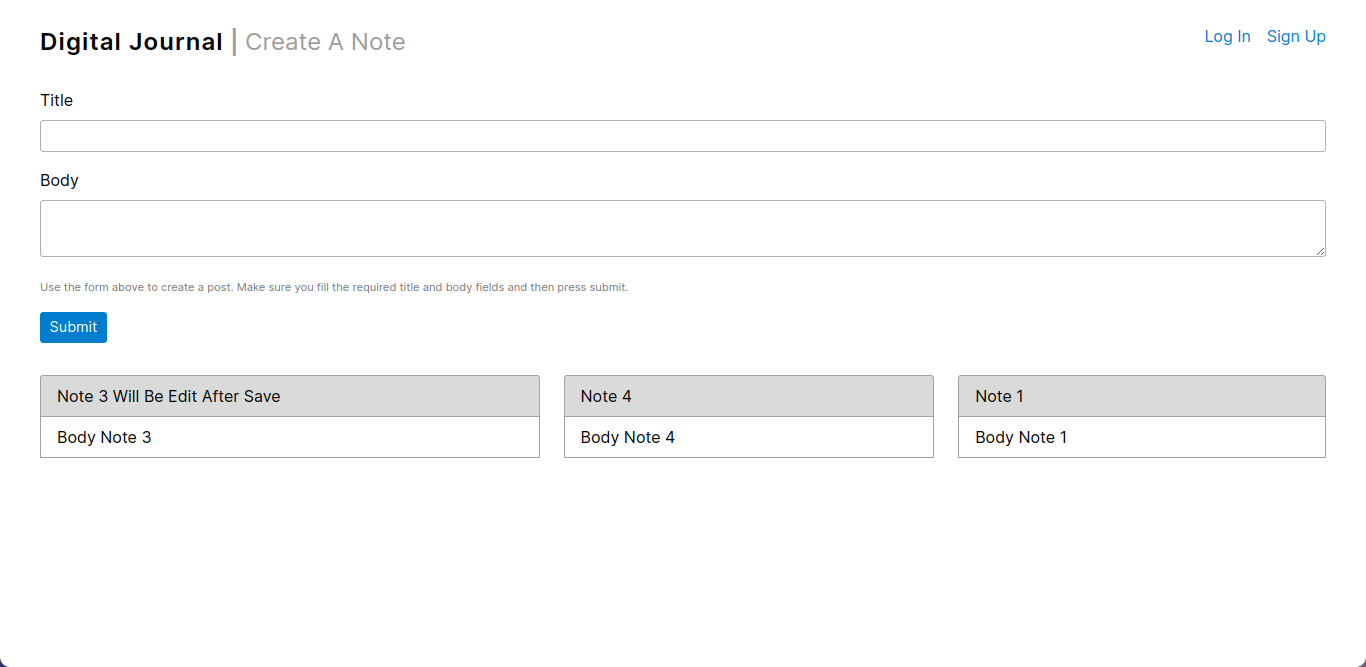 Digital Journal | Create A Note
Log In Sign Up
Title
Body
Use the form above to create a post. Make sure you fill the required title and body fields and then press submit.
Submit
Note 3 Will Be Edit After Save
Body Note 3
Note 4
Body Note 4
Note 1
Body Note 1